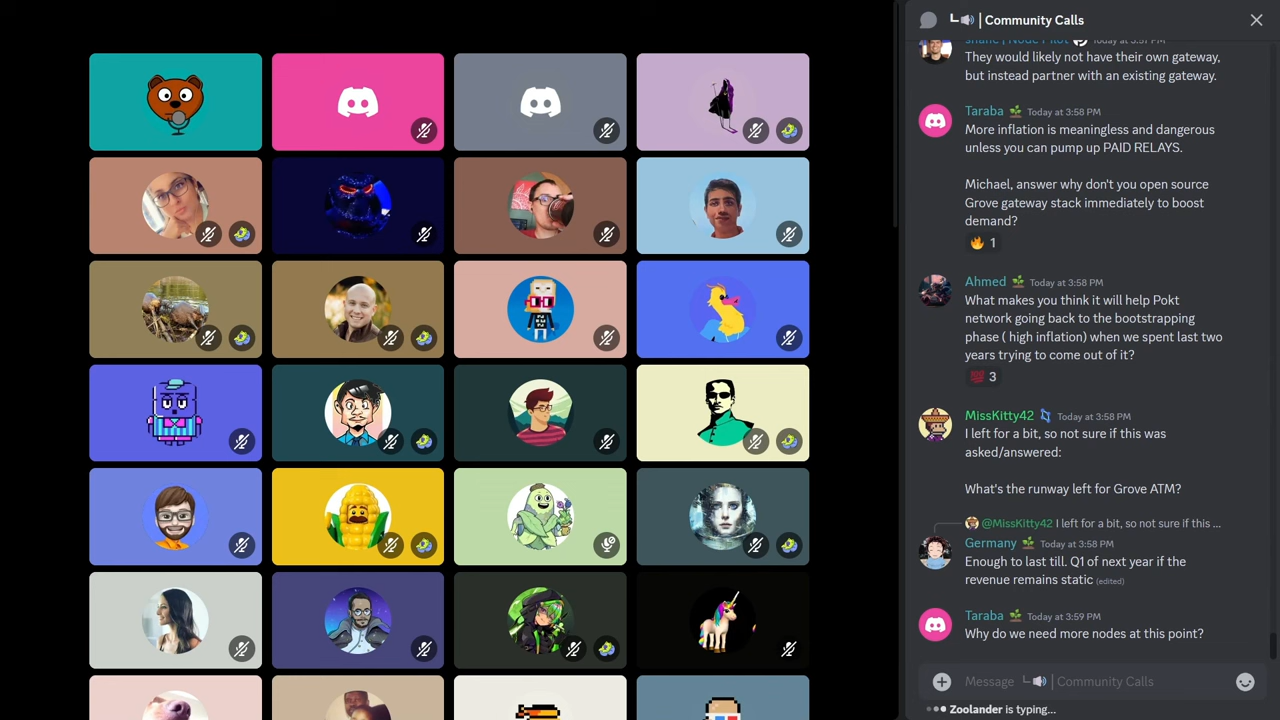 ┗🔊 | Community Calls
shane | Node Pilot Today at 3:57 PM
They would likely not have their own gateway,
but instead partner with an existing gateway.
Taraba 🌱 Today at 3:58 PM
More inflation is meaningless and dangerous
unless you can pump up PAID RELAYS.
Michael, answer why don't you open source
Grove gateway stack immediately to boost
demand?
🔥 1
Ahmed 🌱 Today at 3:58 PM
What makes you think it will help Pokt
network going back to the bootstrapping
phase ( high inflation) when we spent last two
years trying to come out of it?
💯 3
MissKitty42 Today at 3:58 PM
I left for a bit, so not sure if this was
asked/answered:
What's the runway left for Grove ATM?
@MissKitty42 I left for a bit, so not sure if this ...
Germany 🌱 Today at 3:58 PM
Enough to last till. Q1 of next year if the
revenue remains static (edited)
Taraba 🌱 Today at 3:59 PM
Why do we need more nodes at this point?
Message ┗🔊 | Community Calls
Zoolander is typing...